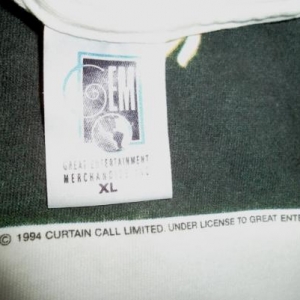 GEM
GREAT ENTERTAINMENT
MERCHANDISE
XL
© 1994 CURTAIN CALL LIMITED. UNDER LICENSE TO GREAT ENTE